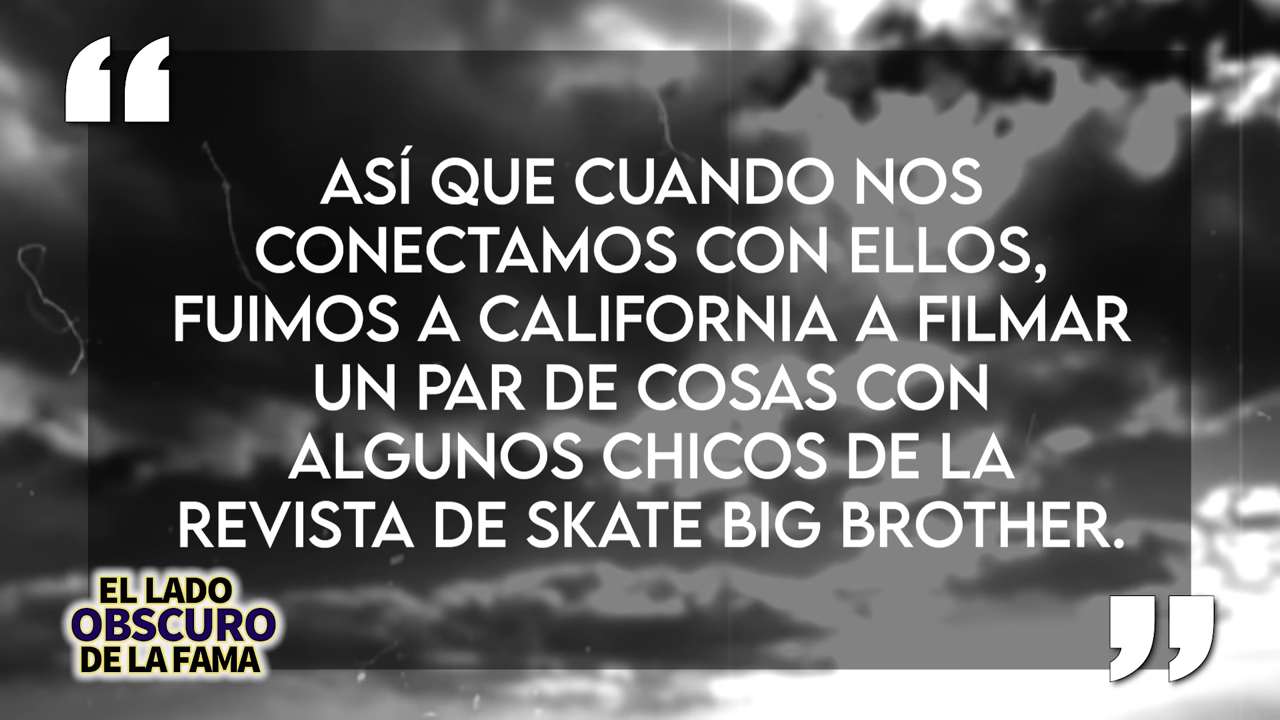 “
ASÍ QUE CUANDO NOS
CONECTAMOS CON ELLOS,
FUIMOS A CALIFORNIA A FILMAR
UN PAR DE COSAS CON
ALGUNOS CHICOS DE LA
REVISTA DE SKATE BIG BROTHER.
”
EL LADO
OBSCURO
DE LA FAMA